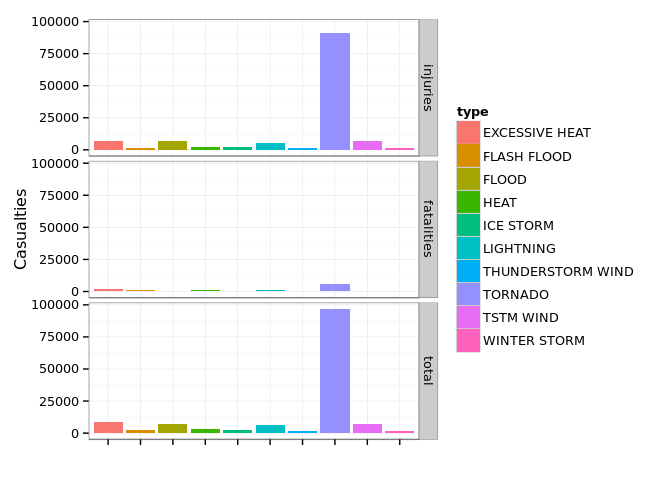 100000
75000
50000
25000
0
injuries
100000
75000
50000
25000
0
fatalities
100000
75000
50000
25000
0
total
Casualties
type
EXCESSIVE HEAT
FLASH FLOOD
FLOOD
HEAT
ICE STORM
LIGHTNING
THUNDERSTORM WIND
TORNADO
TSTM WIND
WINTER STORM